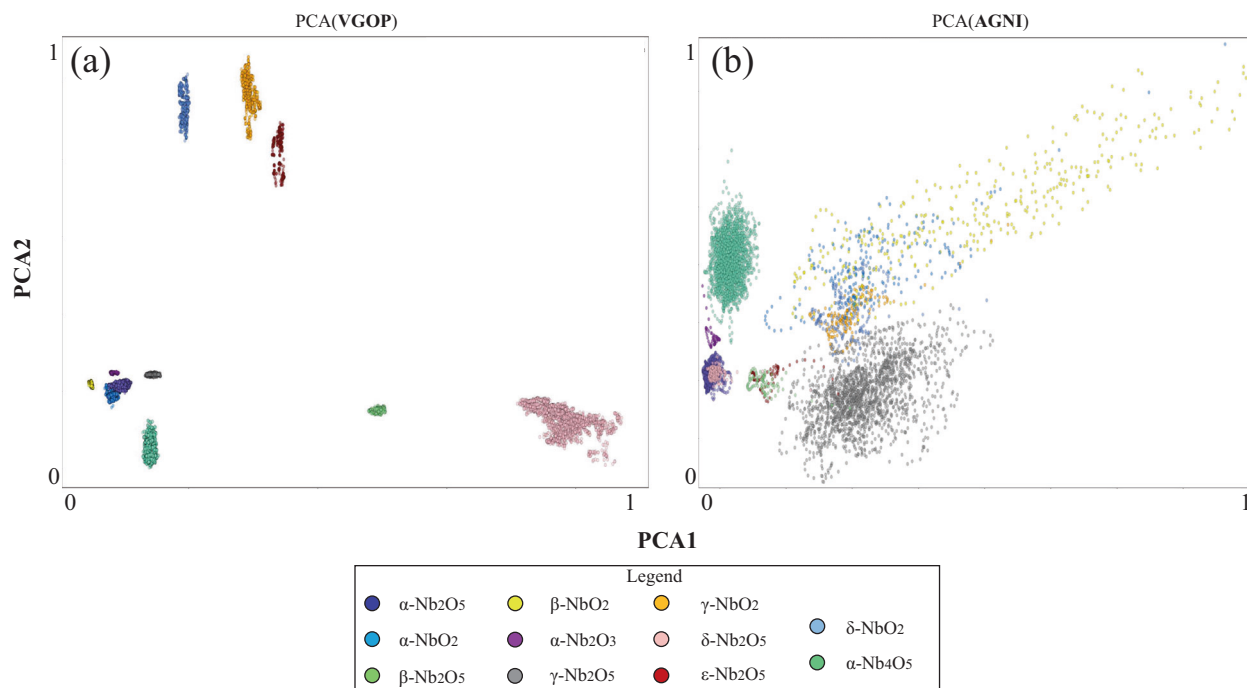 PCA(VGOP)
PCA(AGNI)
1
(a)
1
(b)
PCA2
0
0
0
1
0
1
PCA1
Legend
α-Nb2O5
β-NbO2
γ-NbO2
δ-NbO2
α-NbO2
α-Nb2O3
δ-Nb2O5
α-Nb4O5
β-Nb2O5
γ-Nb2O5
ε-Nb2O5